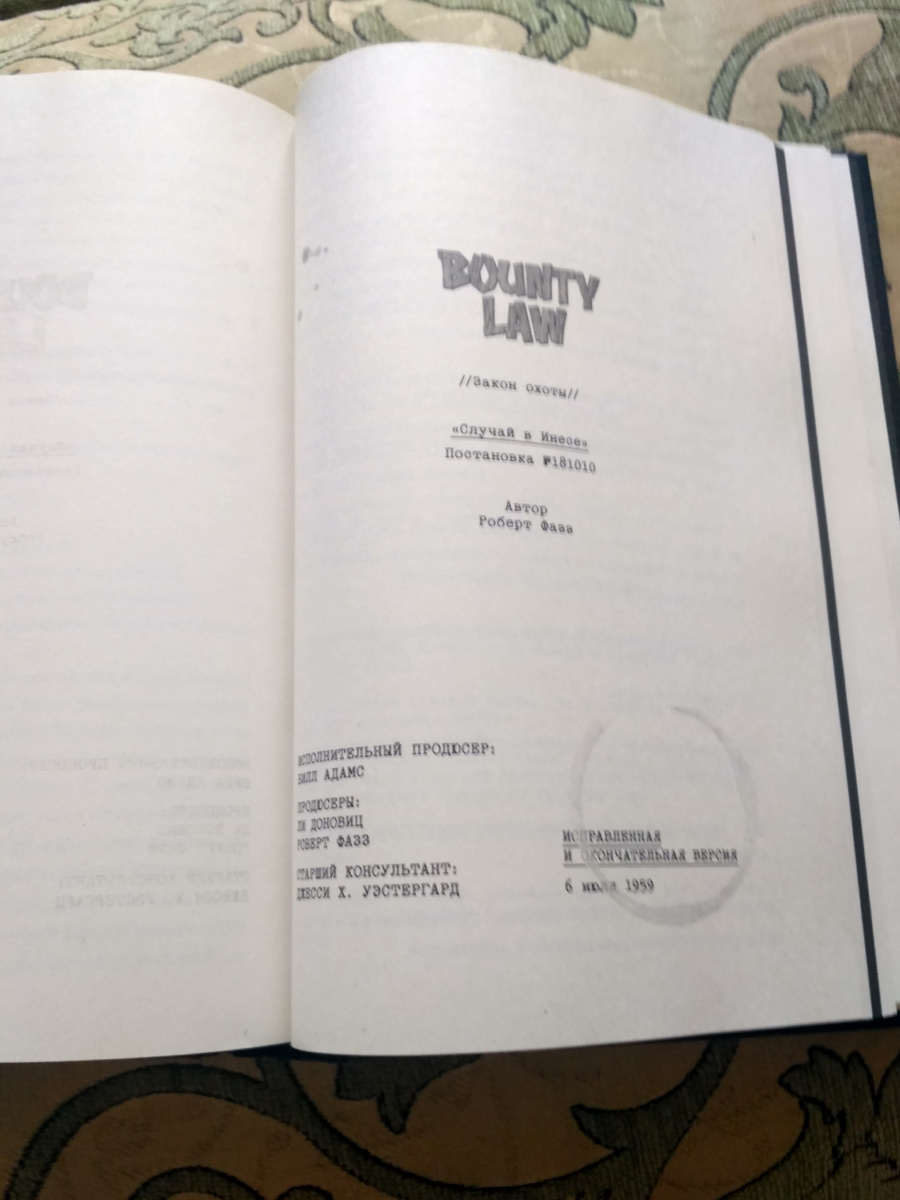 BOUNTY
LAW
//Закон охоты//
«Случай в Инесе»
Постановка №181010
Автор
Роберт Фазз
ИСПОЛНИТЕЛЬНЫЙ ПРОДЮСЕР:
БИЛЛ АДАМС
ПРОДЮСЕРЫ:
ЛИ ДОНОВИЦ
РОБЕРТ ФАЗЗ
СТАРШИЙ КОНСУЛЬТАНТ:
ДЖЕССИ Х. УЭСТЕРГАРД
ИСПРАВЛЕННАЯ
И ОКОНЧАТЕЛЬНАЯ ВЕРСИЯ
6 1959